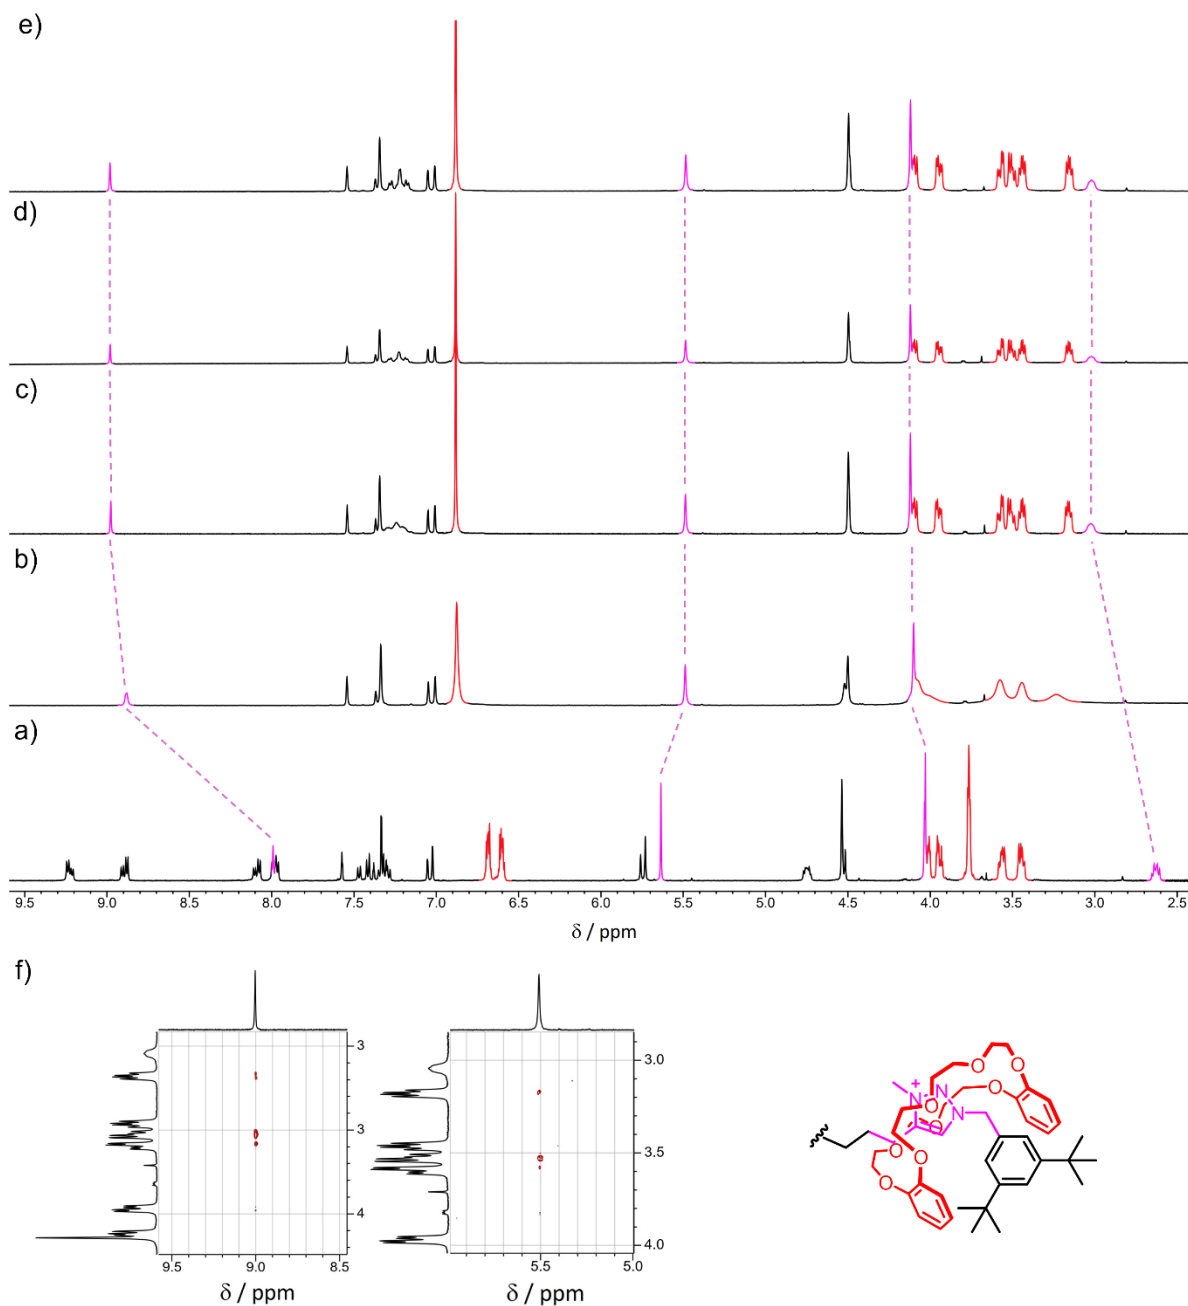 e)
d)
c)
b)
a)
9.5 9.0 8.5 8.0 7.5 7.0 6.5 6.0 5.5 5.0 4.5 4.0 3.5 3.0 2.5
δ / ppm
f)
3
3
4
9.5 9.0 8.5
δ / ppm
3.0
3.5
4.0
5.5 5.0
δ / ppm
O O
+
N N O
N
O
O
O
O
O